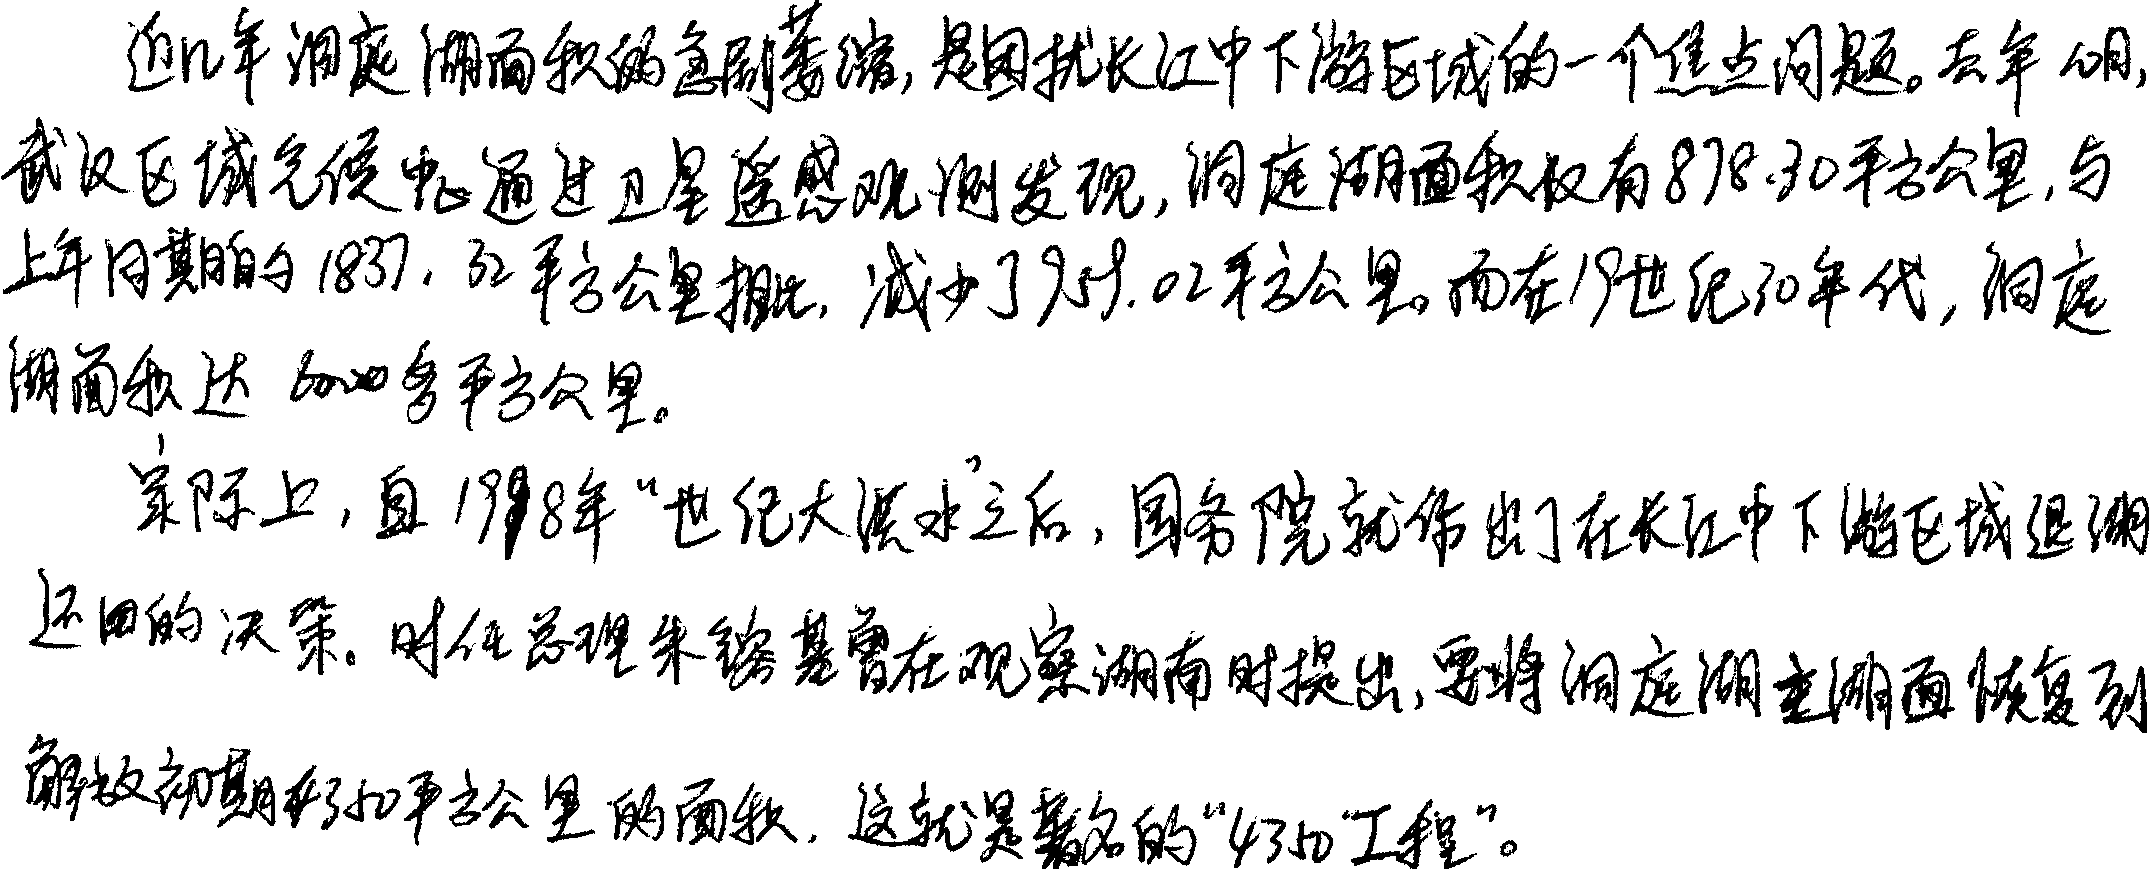 近几年洞庭湖面积的急剧萎缩，是困扰长江中下游区域的一个焦点问题。去年10月，
武汉区域气候中心通过卫星遥感观测发现，洞庭湖面积仅有878.30平方公里，与
上年同期的1837.32平方公里相比，减少了959.02平方公里。而在19世纪30年代，洞庭
湖面积达6000多平方公里。
实际上，自1998年“世纪大洪水”之后，国务院就作出了在长江中下游区域退湖
还田的决策。时任总理朱镕基曾在观察湖南时提出，要将洞庭湖主湖面恢复到
解放初期4350平方公里的面积，这就是著名的“4350工程”。